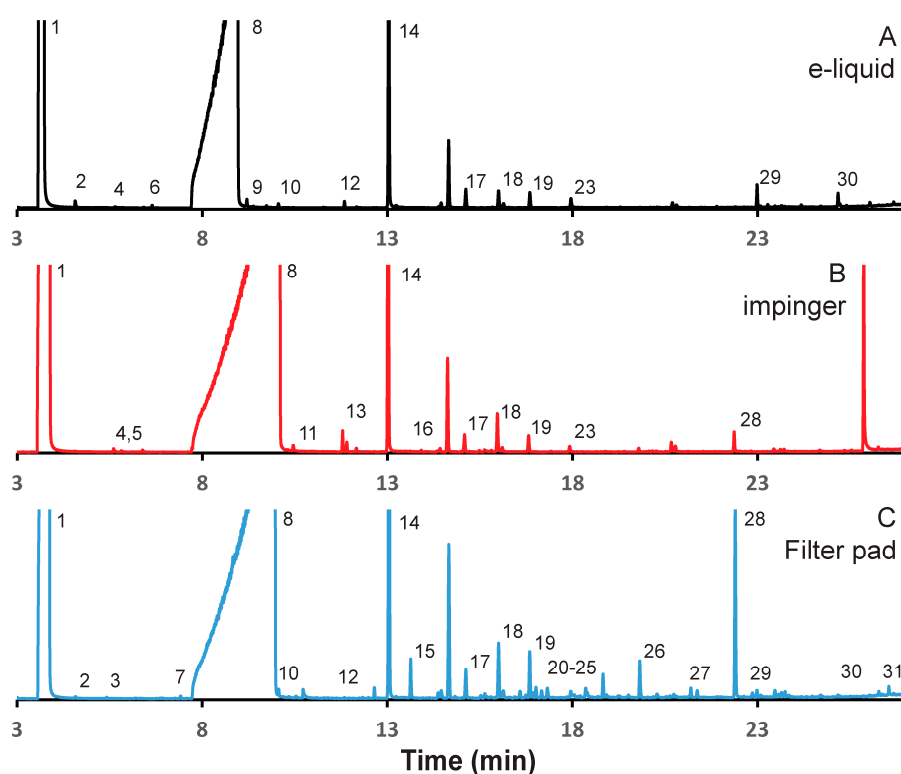 1 8 14 A
e-liquid
2 4 6 9 10 12 17 18 19 23 29 30
3 8 13 18 23
1 8 14 B
impinger
4,5 11 13 16 17 18 19 23 28
3 8 13 18 23
1 8 14 28 C
Filter pad
2 3 7 10 12 15 17 18 19 20-25 26 27 29 30 31
3 8 13 18 23
Time (min)